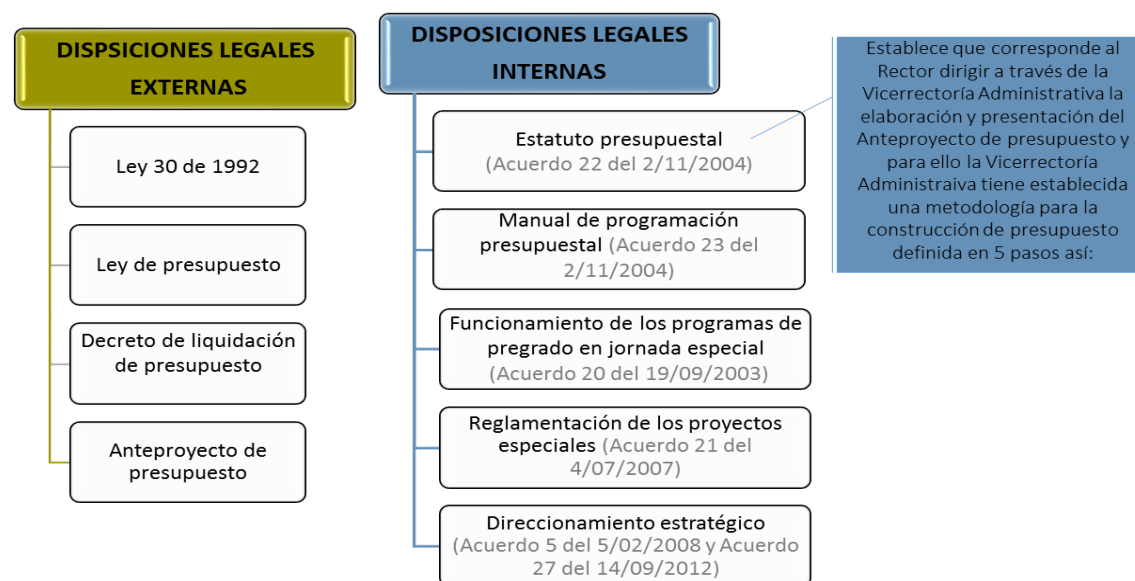 DISPSICIONES LEGALES
EXTERNAS
Ley 30 de 1992
Ley de presupuesto
Decreto de liquidación
de presupuesto
Anteproyecto de
presupuesto
DISPOSICIONES LEGALES
INTERNAS
Estatuto presupuestal
(Acuerdo 22 del 2/11/2004)
Manual de programación
presupuestal (Acuerdo 23 del
2/11/2004)
Funcionamiento de los programas de
pregrado en jornada especial
(Acuerdo 20 del 19/09/2003)
Reglamentación de los proyectos
especiales (Acuerdo 21 del
4/07/2007)
Direccionamiento estratégico
(Acuerdo 5 del 5/02/2008 y Acuerdo
27 del 14/09/2012)
Establece que corresponde al
Rector dirigir a través de la
Vicerrectoría Administrativa la
elaboración y presentación del
Anteproyecto de presupuesto y
para ello la Vicerrectoría
Administraiva tiene establecida
una metodología para la
construcción de presupuesto
definida en 5 pasos así: